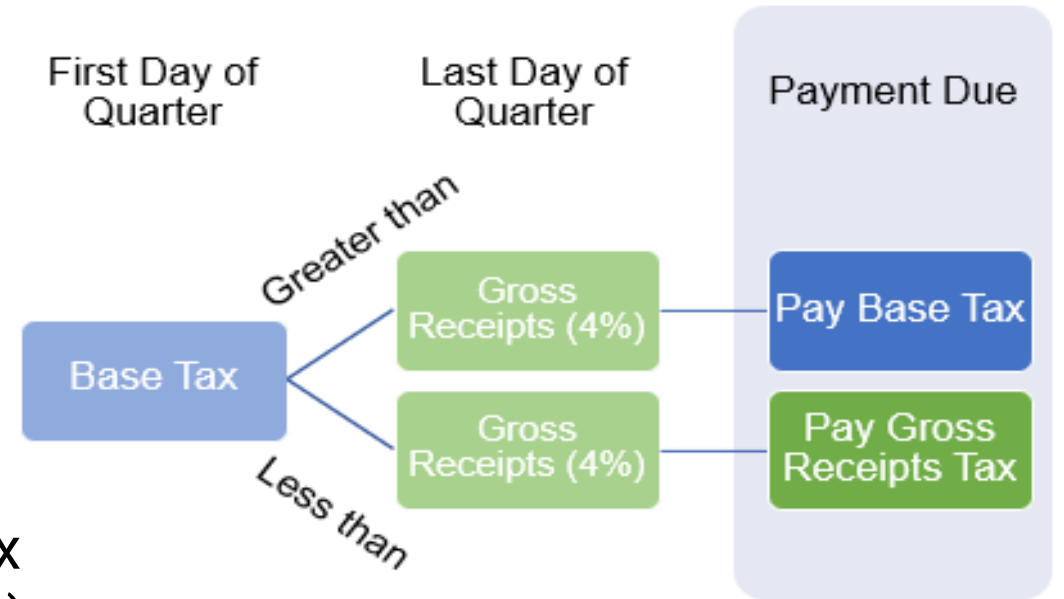 First Day of
Quarter
Last Day of
Quarter
Payment Due
Greater than
Gross
Receipts (4%)
Pay Base Tax
Base Tax
Gross
Receipts (4%)
Pay Gross
Receipts Tax
Less than
x
)